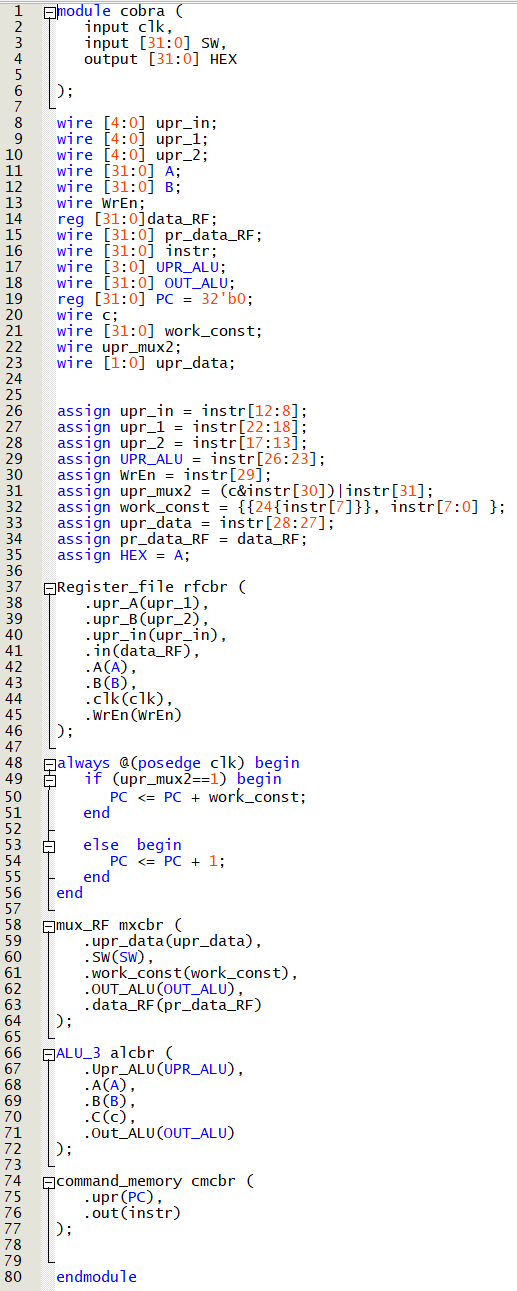 1 module cobra (
2 input clk,
3 input [31:0] SW,
4 output [31:0] HEX
5
6 );
7
8 wire [4:0] upr_in;
9 wire [4:0] upr_1;
10 wire [4:0] upr_2;
11 wire [31:0] A;
12 wire [31:0] B;
13 wire WrEn;
14 reg [31:0]data_RF;
15 wire [31:0] pr_data_RF;
16 wire [31:0] instr;
17 wire [3:0] UPR_ALU;
18 wire [31:0] OUT_ALU;
19 reg [31:0] PC = 32'b0;
20 wire c;
21 wire [31:0] work_const;
22 wire upr_mux2;
23 wire [1:0] upr_data;
24
25
26 assign upr_in = instr[12:8];
27 assign upr_1 = instr[22:18];
28 assign upr_2 = instr[17:13];
29 assign UPR_ALU = instr[26:23];
30 assign WrEn = instr[29];
31 assign upr_mux2 = (c&instr[30])|instr[31];
32 assign work_const = {{24{instr[7]}}, instr[7:0] };
33 assign upr_data = instr[28:27];
34 assign pr_data_RF = data_RF;
35 assign HEX = A;
36
37 Register_file rfcbr (
38 .upr_A(upr_1),
39 .upr_B(upr_2),
40 .upr_in(upr_in),
41 .in(data_RF),
42 .A(A),
43 .B(B),
44 .clk(clk),
45 .WrEn(WrEn)
46 );
47
48 always @(posedge clk) begin
49 if (upr_mux2==1) begin
50 PC <= PC + work_const;
51 end
52
53 else  begin
54 PC <= PC + 1;
55 end
56 end
57
58 mux_RF mxcbr (
59 .upr_data(upr_data),
60 .SW(SW),
61 .work_const(work_const),
62 .OUT_ALU(OUT_ALU),
63 .data_RF(pr_data_RF)
64 );
65
66 ALU_3 alcbr (
67 .Upr_ALU(UPR_ALU),
68 .A(A),
69 .B(B),
70 .C(c),
71 .Out_ALU(OUT_ALU)
72 );
73
74 command_memory cmcbr (
75 .upr(PC),
76 .out(instr)
77 );
78
79
80 endmodule